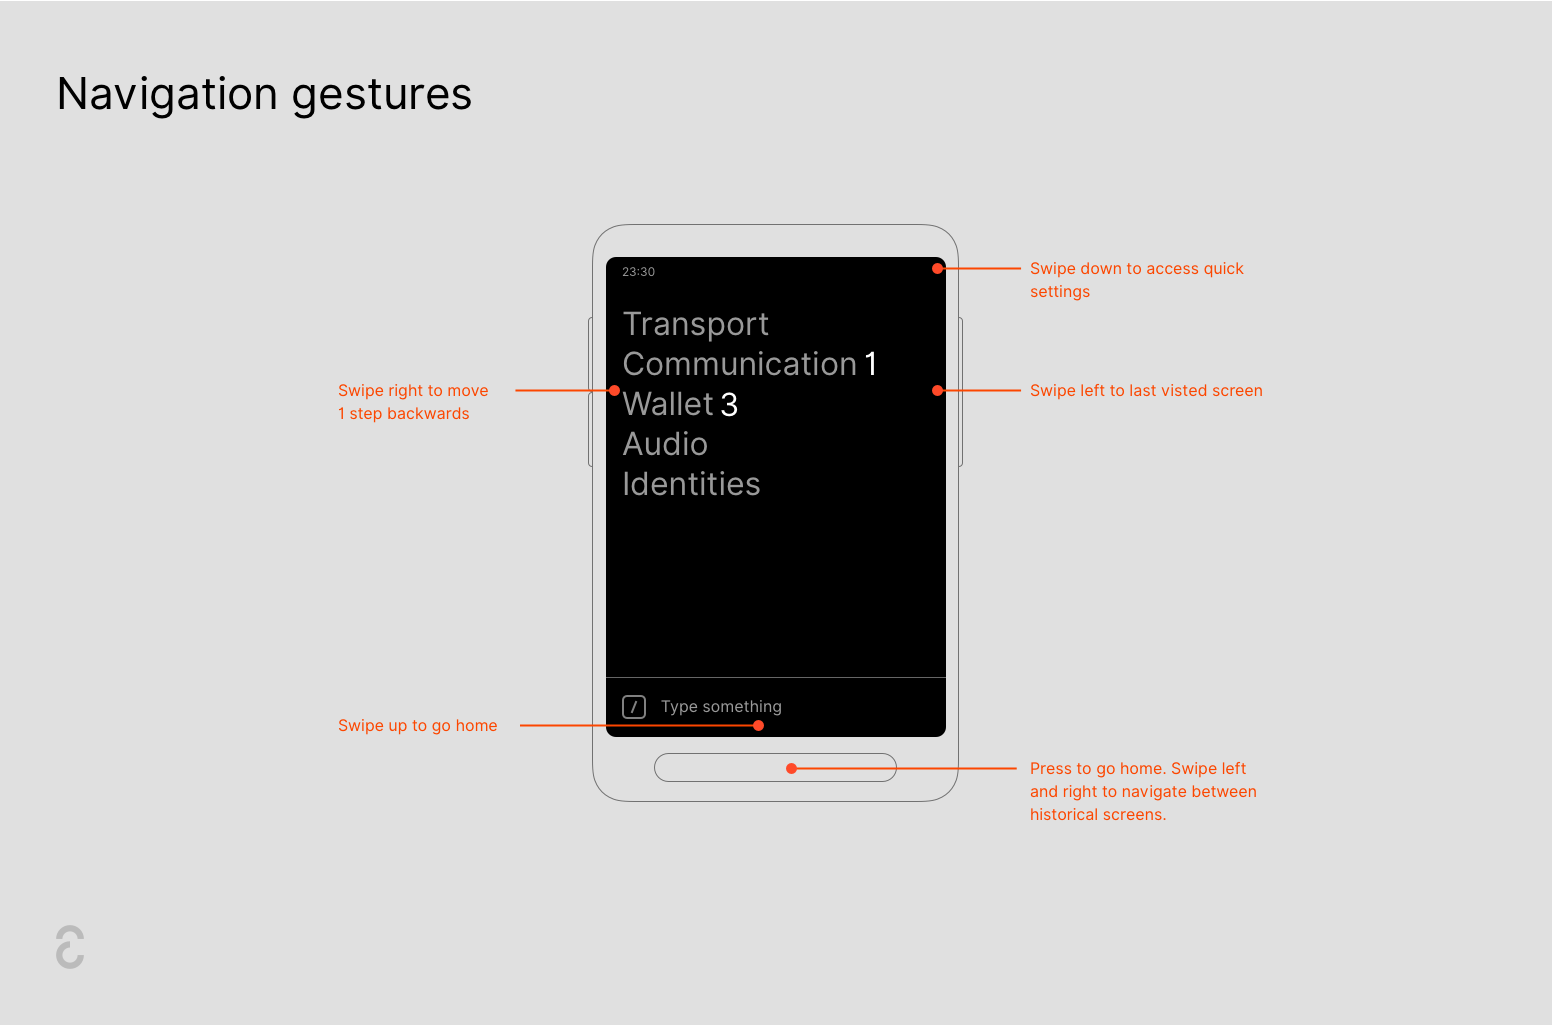 Navigation gestures
23:30
Transport
Communication 1
Wallet 3
Audio
Identities
/ Type something
Swipe down to access quick
settings
Swipe right to move
1 step backwards
Swipe left to last visted screen
Swipe up to go home
Press to go home. Swipe left
and right to navigate between
historical screens.